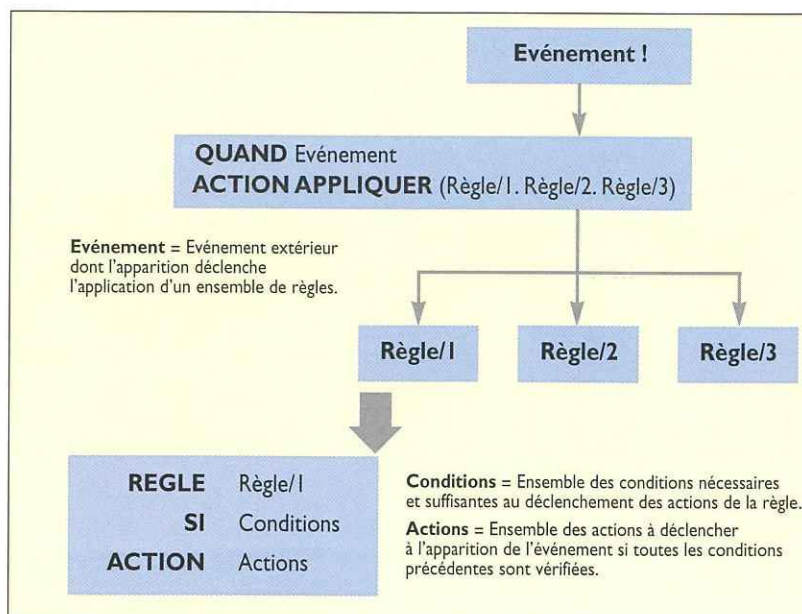 Evénement !
QUAND Evénement
ACTION APPLIQUER (Règle/1. Règle/2. Règle/3)
Evénement = Evénement extérieur
dont l'apparition déclenche
l'application d'un ensemble de règles.
Règle/1
Règle/2
Règle/3
REGLE Règle/1
SI Conditions
ACTION Actions
Conditions = Ensemble des conditions nécessaires
et suffisantes au déclenchement des actions de la règle.
Actions = Ensemble des actions à déclencher
à l'apparition de l'événement si toutes les conditions
précédentes sont vérifiées.